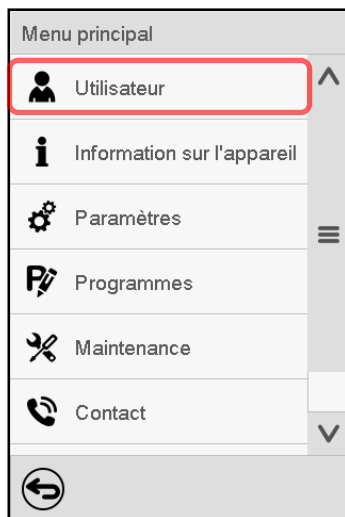 Menu principal
Utilisateur
Information sur l'appareil
Paramètres
Programmes
Maintenance
Contact